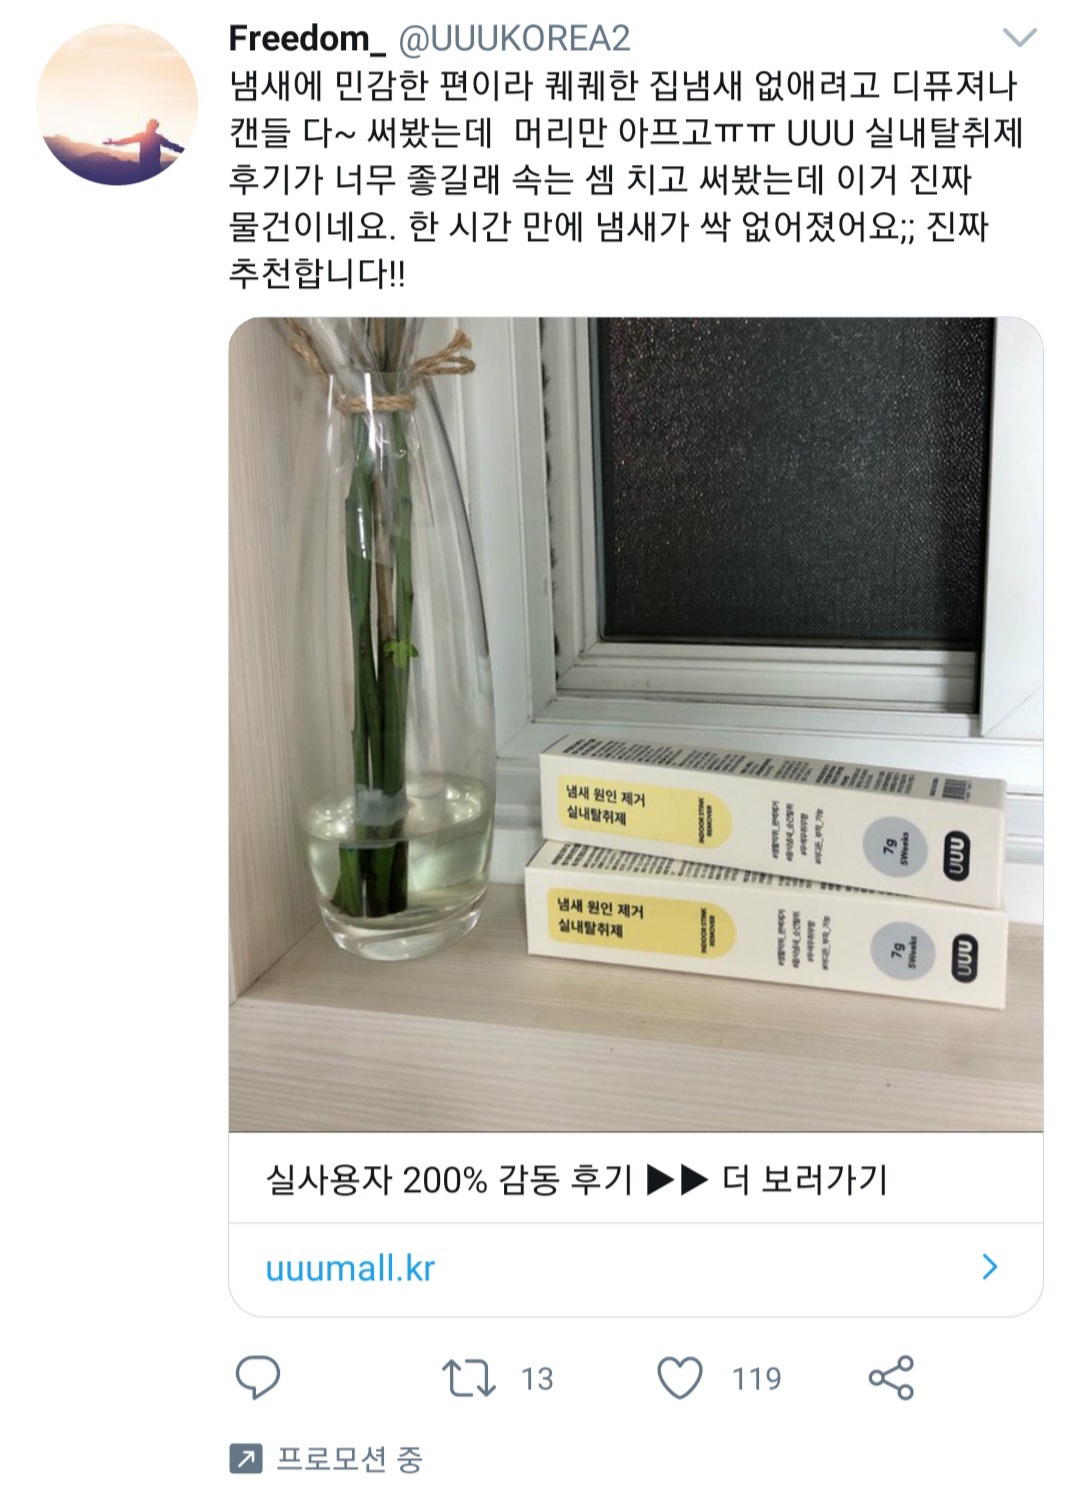 Freedom_ @UUUKOREA2
냄새에 민감한 편이라 퀘퀘한 집냄새 없애려고 디퓨져나
캔들 다~ 써봤는데 머리만 아프고ㅠㅠ UUU 실내탈취제
후기가 너무 좋길래 속는 셈 치고 써봤는데 이거 진짜
물건이네요. 한 시간 만에 냄새가 싹 없어졌어요;; 진짜
추천합니다!!
냄새 원인 제거
실내탈취제
INDOOR STINK
REMOVER
7g
5Weeks
UUU
냄새 원인 제거
실내탈취제
INDOOR STINK
REMOVER
7g
5Weeks
UUU
실사용자 200% 감동 후기 ▶▶ 더 보러가기
uuumall.kr
13
119
프로모션 중